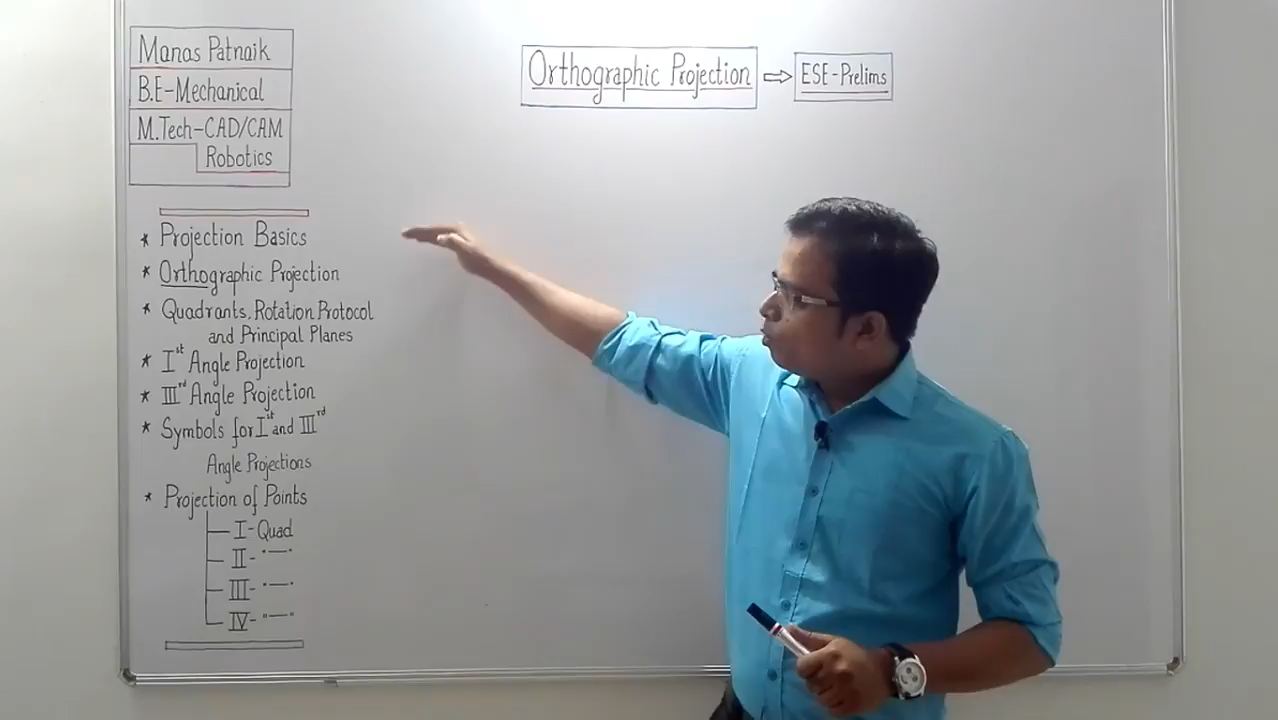 Manas Patnaik
B.E-Mechanical
M.Tech-CAD/CAM
Robotics
Orthographic Projection ⇒ ESE-Prelims
* Projection Basics
* Orthographic Projection
* Quadrants, Rotation Protocol
and Principal Planes
* Ist Angle Projection
* IIIrd Angle Projection
* Symbols for Ist and IIIrd
Angle Projections
* Projection of Points
I-Quad
II- "—"
III- "—"
IV- "—"